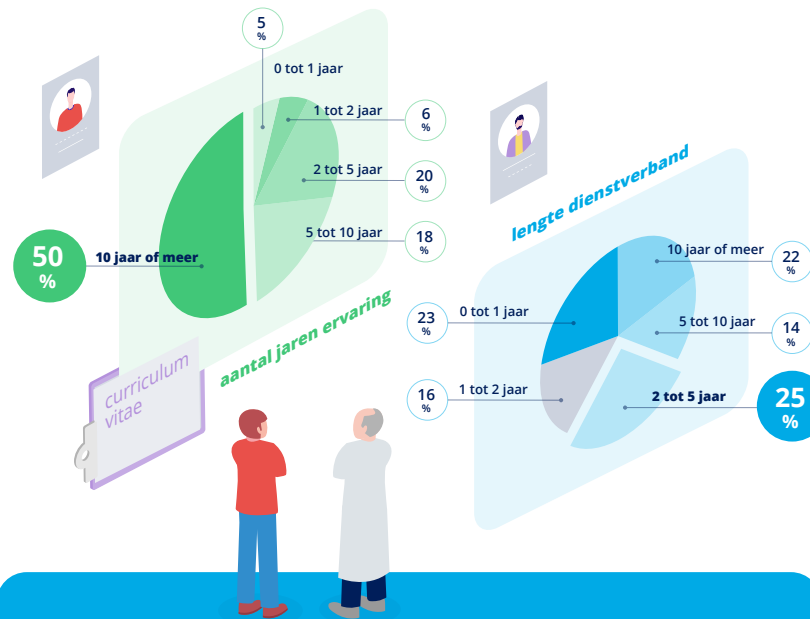 5
%
0 tot 1 jaar
1 tot 2 jaar
6
%
2 tot 5 jaar
20
%
5 tot 10 jaar
18
%
50
%
10 jaar of meer
aantal jaren ervaring
curriculum
vitae
lengte dienstverband
10 jaar of meer
22
%
23
%
0 tot 1 jaar
5 tot 10 jaar
14
%
16
%
1 tot 2 jaar
2 tot 5 jaar
25
%